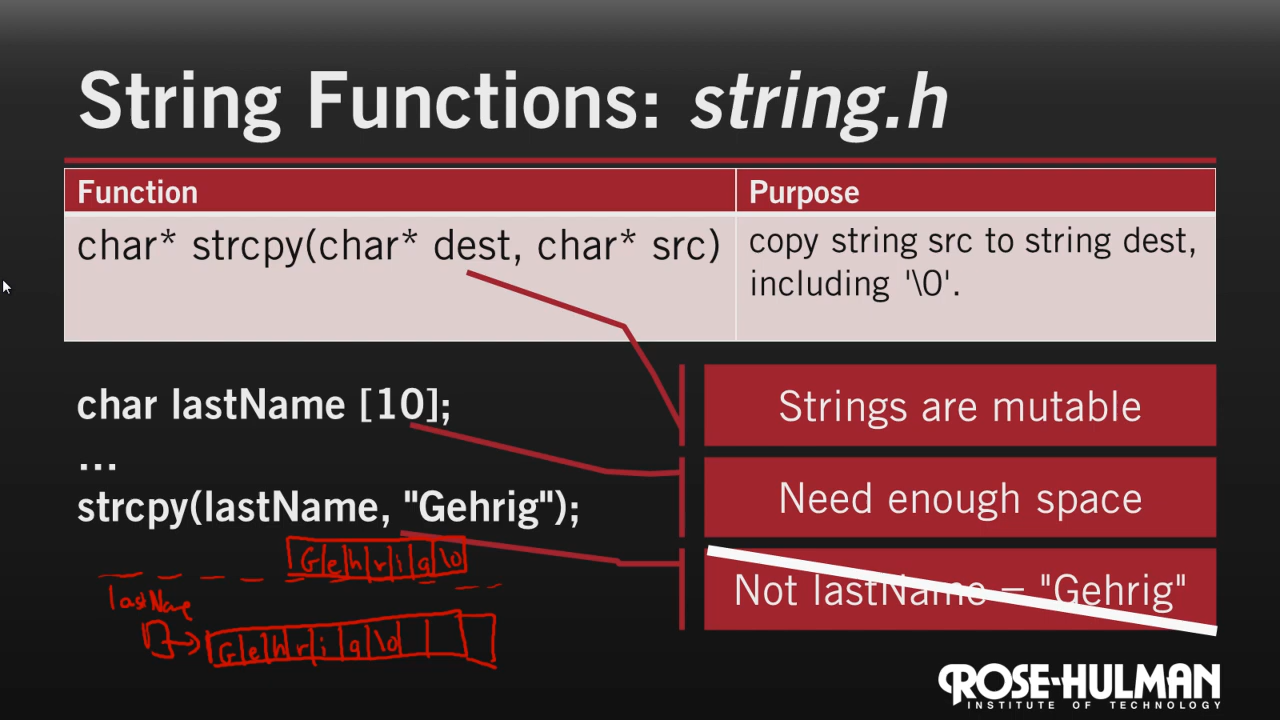 String Functions: string.h
Function
Purpose
char* strcpy(char* dest, char* src)
copy string src to string dest,
including '\0'.
char lastName [10];
...
strcpy(lastName, "Gehrig");
Strings are mutable
Need enough space
Not lastName = "Gehrig"
G e h r i g \0
lastName
G e h r i g \0
ROSE-HULMAN
INSTITUTE OF TECHNOLOGY